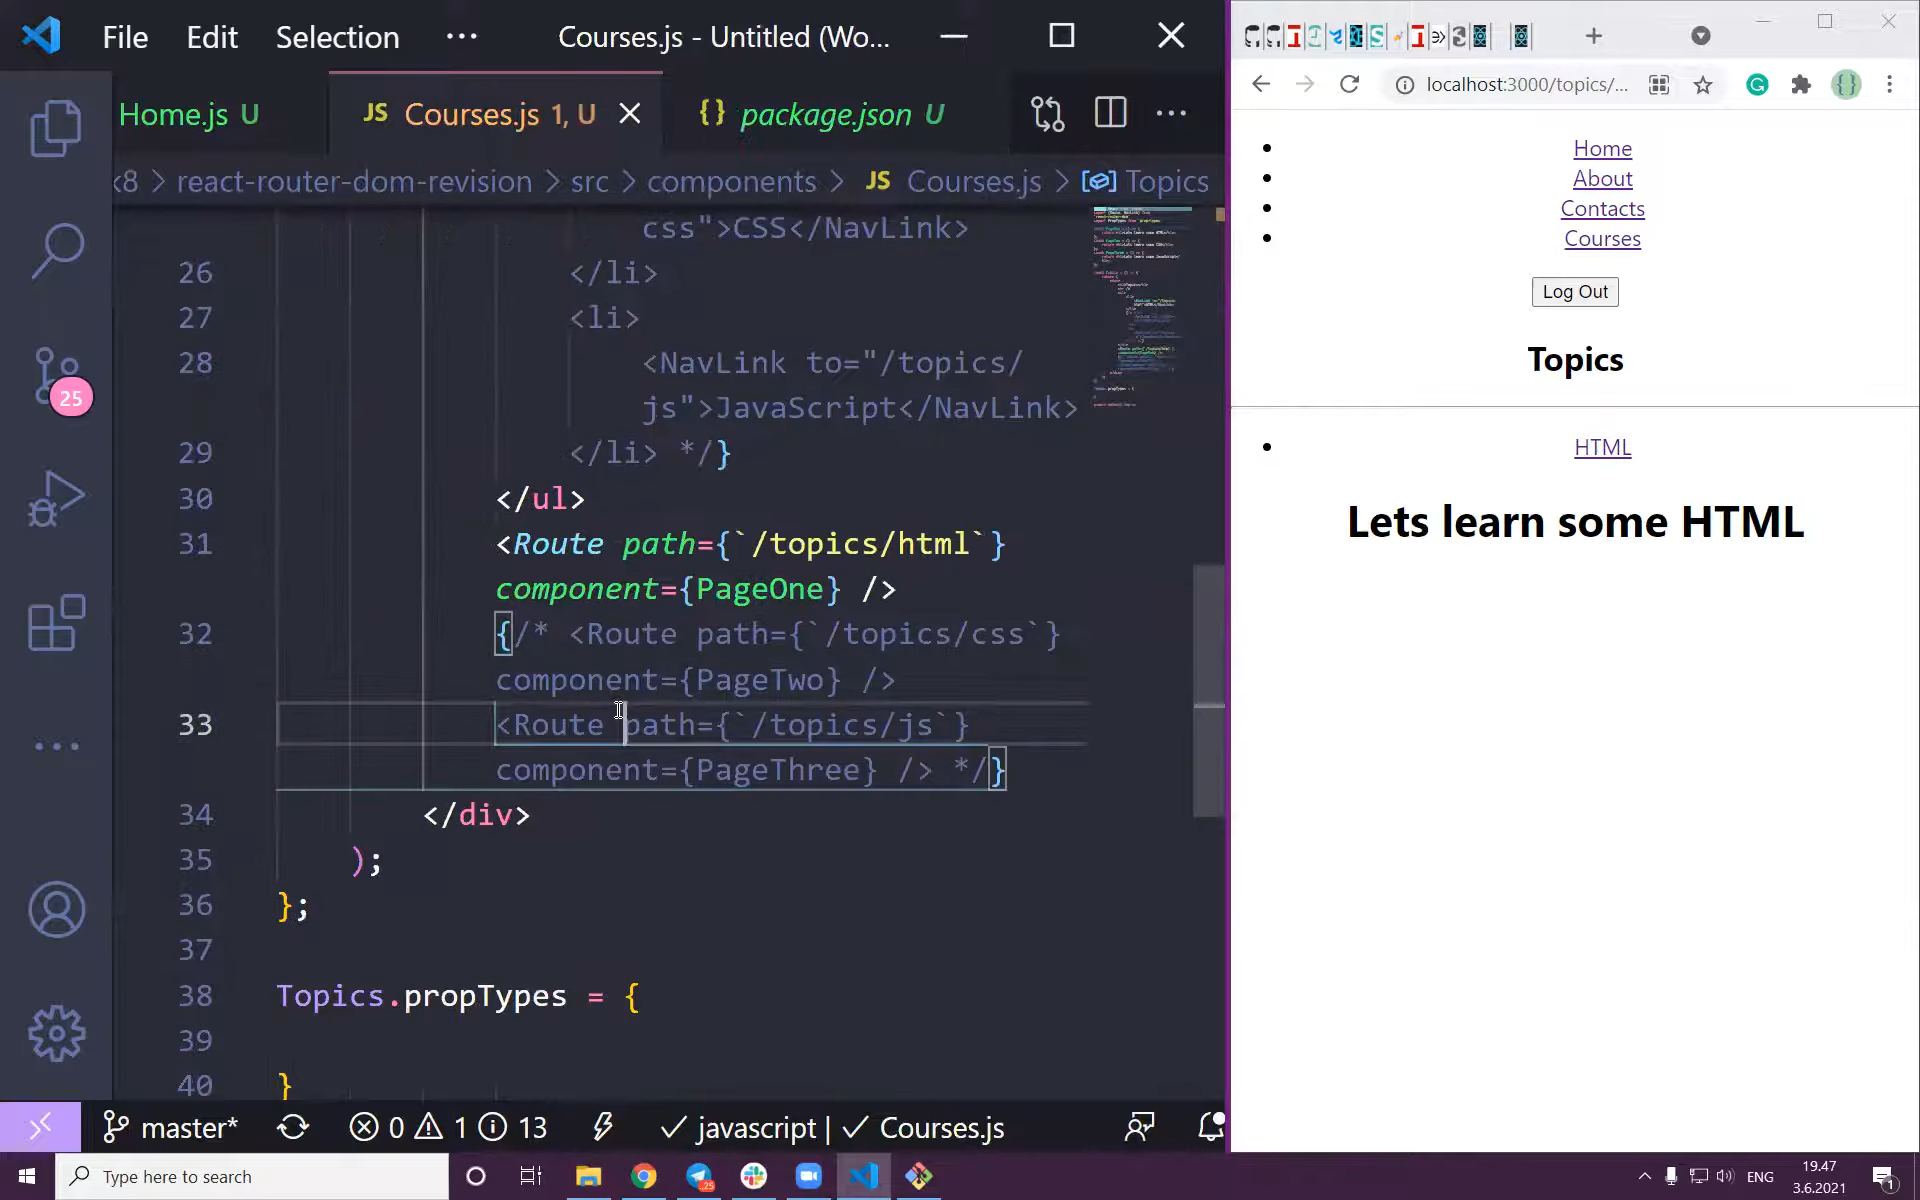 File Edit Selection ··· Courses.js - Untitled (Wo...
Home.js U
JS Courses.js 1, U
{} package.json U
k8 > react-router-dom-revision > src > components > JS Courses.js > Topics
css">CSS</NavLink>
26 </li>
27 <li>
28 <NavLink to="/topics/
js">JavaScript</NavLink>
29 </li> */}
30 </ul>
31 <Route path={`/topics/html`}
component={PageOne} />
32 {/* <Route path={`/topics/css`}
component={PageTwo} />
33 <Route path={`/topics/js`}
component={PageThree} /> */}
34 </div>
35 );
36 };
37
38 Topics.propTypes = {
39
40 }
25
master* 0 1 13 javascript | Courses.js
localhost:3000/topics/...
Home
About
Contacts
Courses
Log Out
Topics
HTML
Lets learn some HTML
Type here to search
25
ENG
19.47
3.6.2021
1